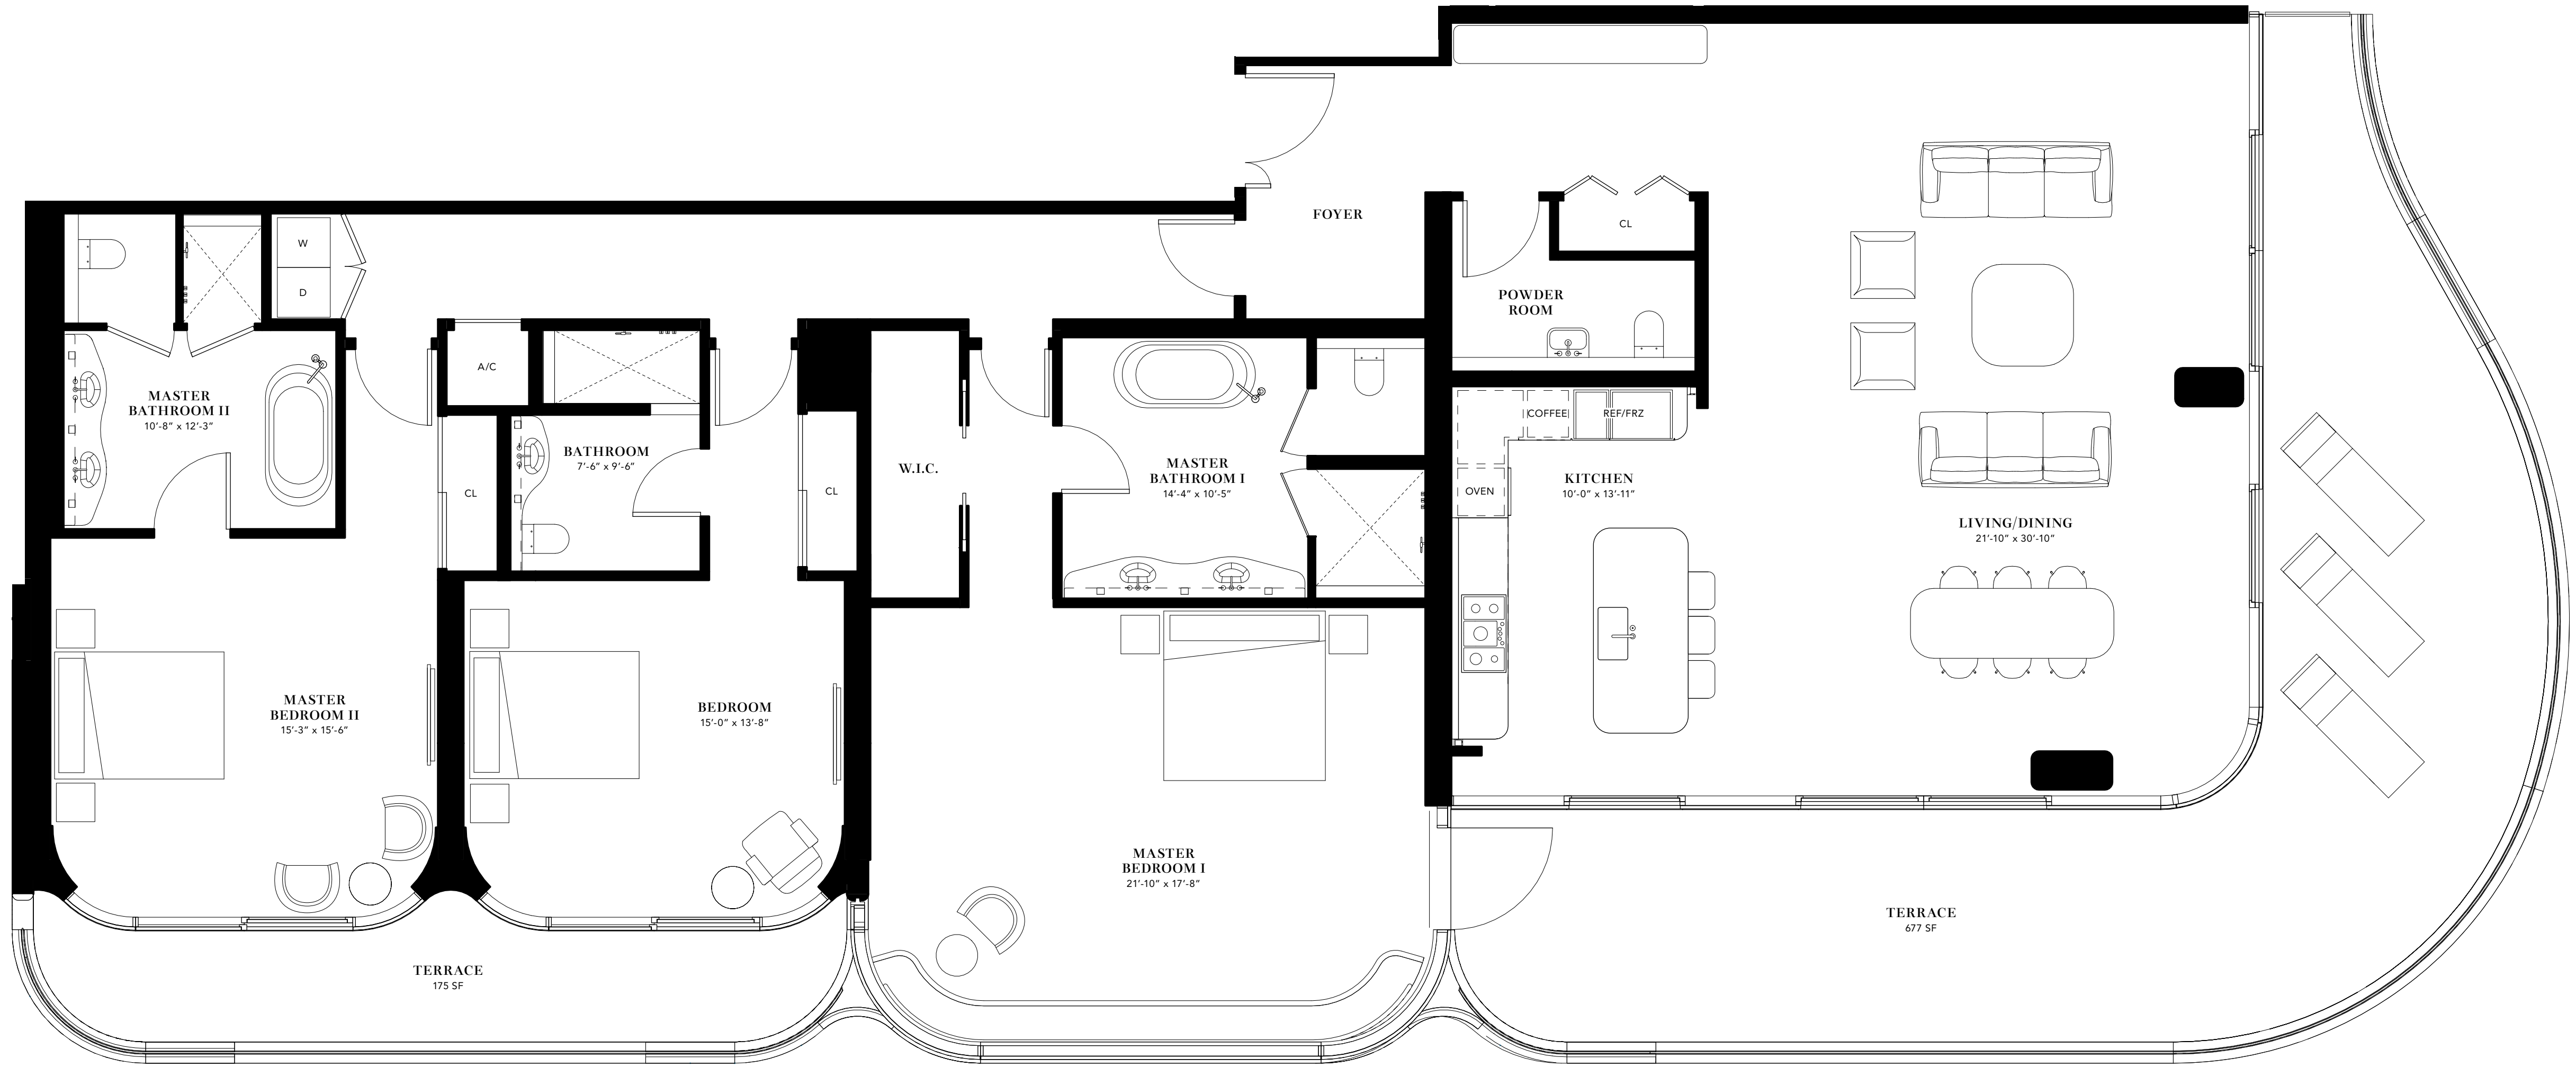 FOYER
CL
W
D
POWDER
ROOM
A/C
MASTER
BATHROOM II
10'-8" x 12'-3"
COFFEE
REF/FRZ
BATHROOM
7'-6" x 9'-6"
W.I.C.
MASTER
BATHROOM I
14'-4" x 10'-5"
KITCHEN
10'-0" x 13'-11"
CL
CL
OVEN
LIVING/DINING
21'-10" x 30'-10"
MASTER
BEDROOM II
15'-3" x 15'-6"
BEDROOM
15'-0" x 13'-8"
MASTER
BEDROOM I
21'-10" x 17'-8"
TERRACE
677 SF
TERRACE
175 SF